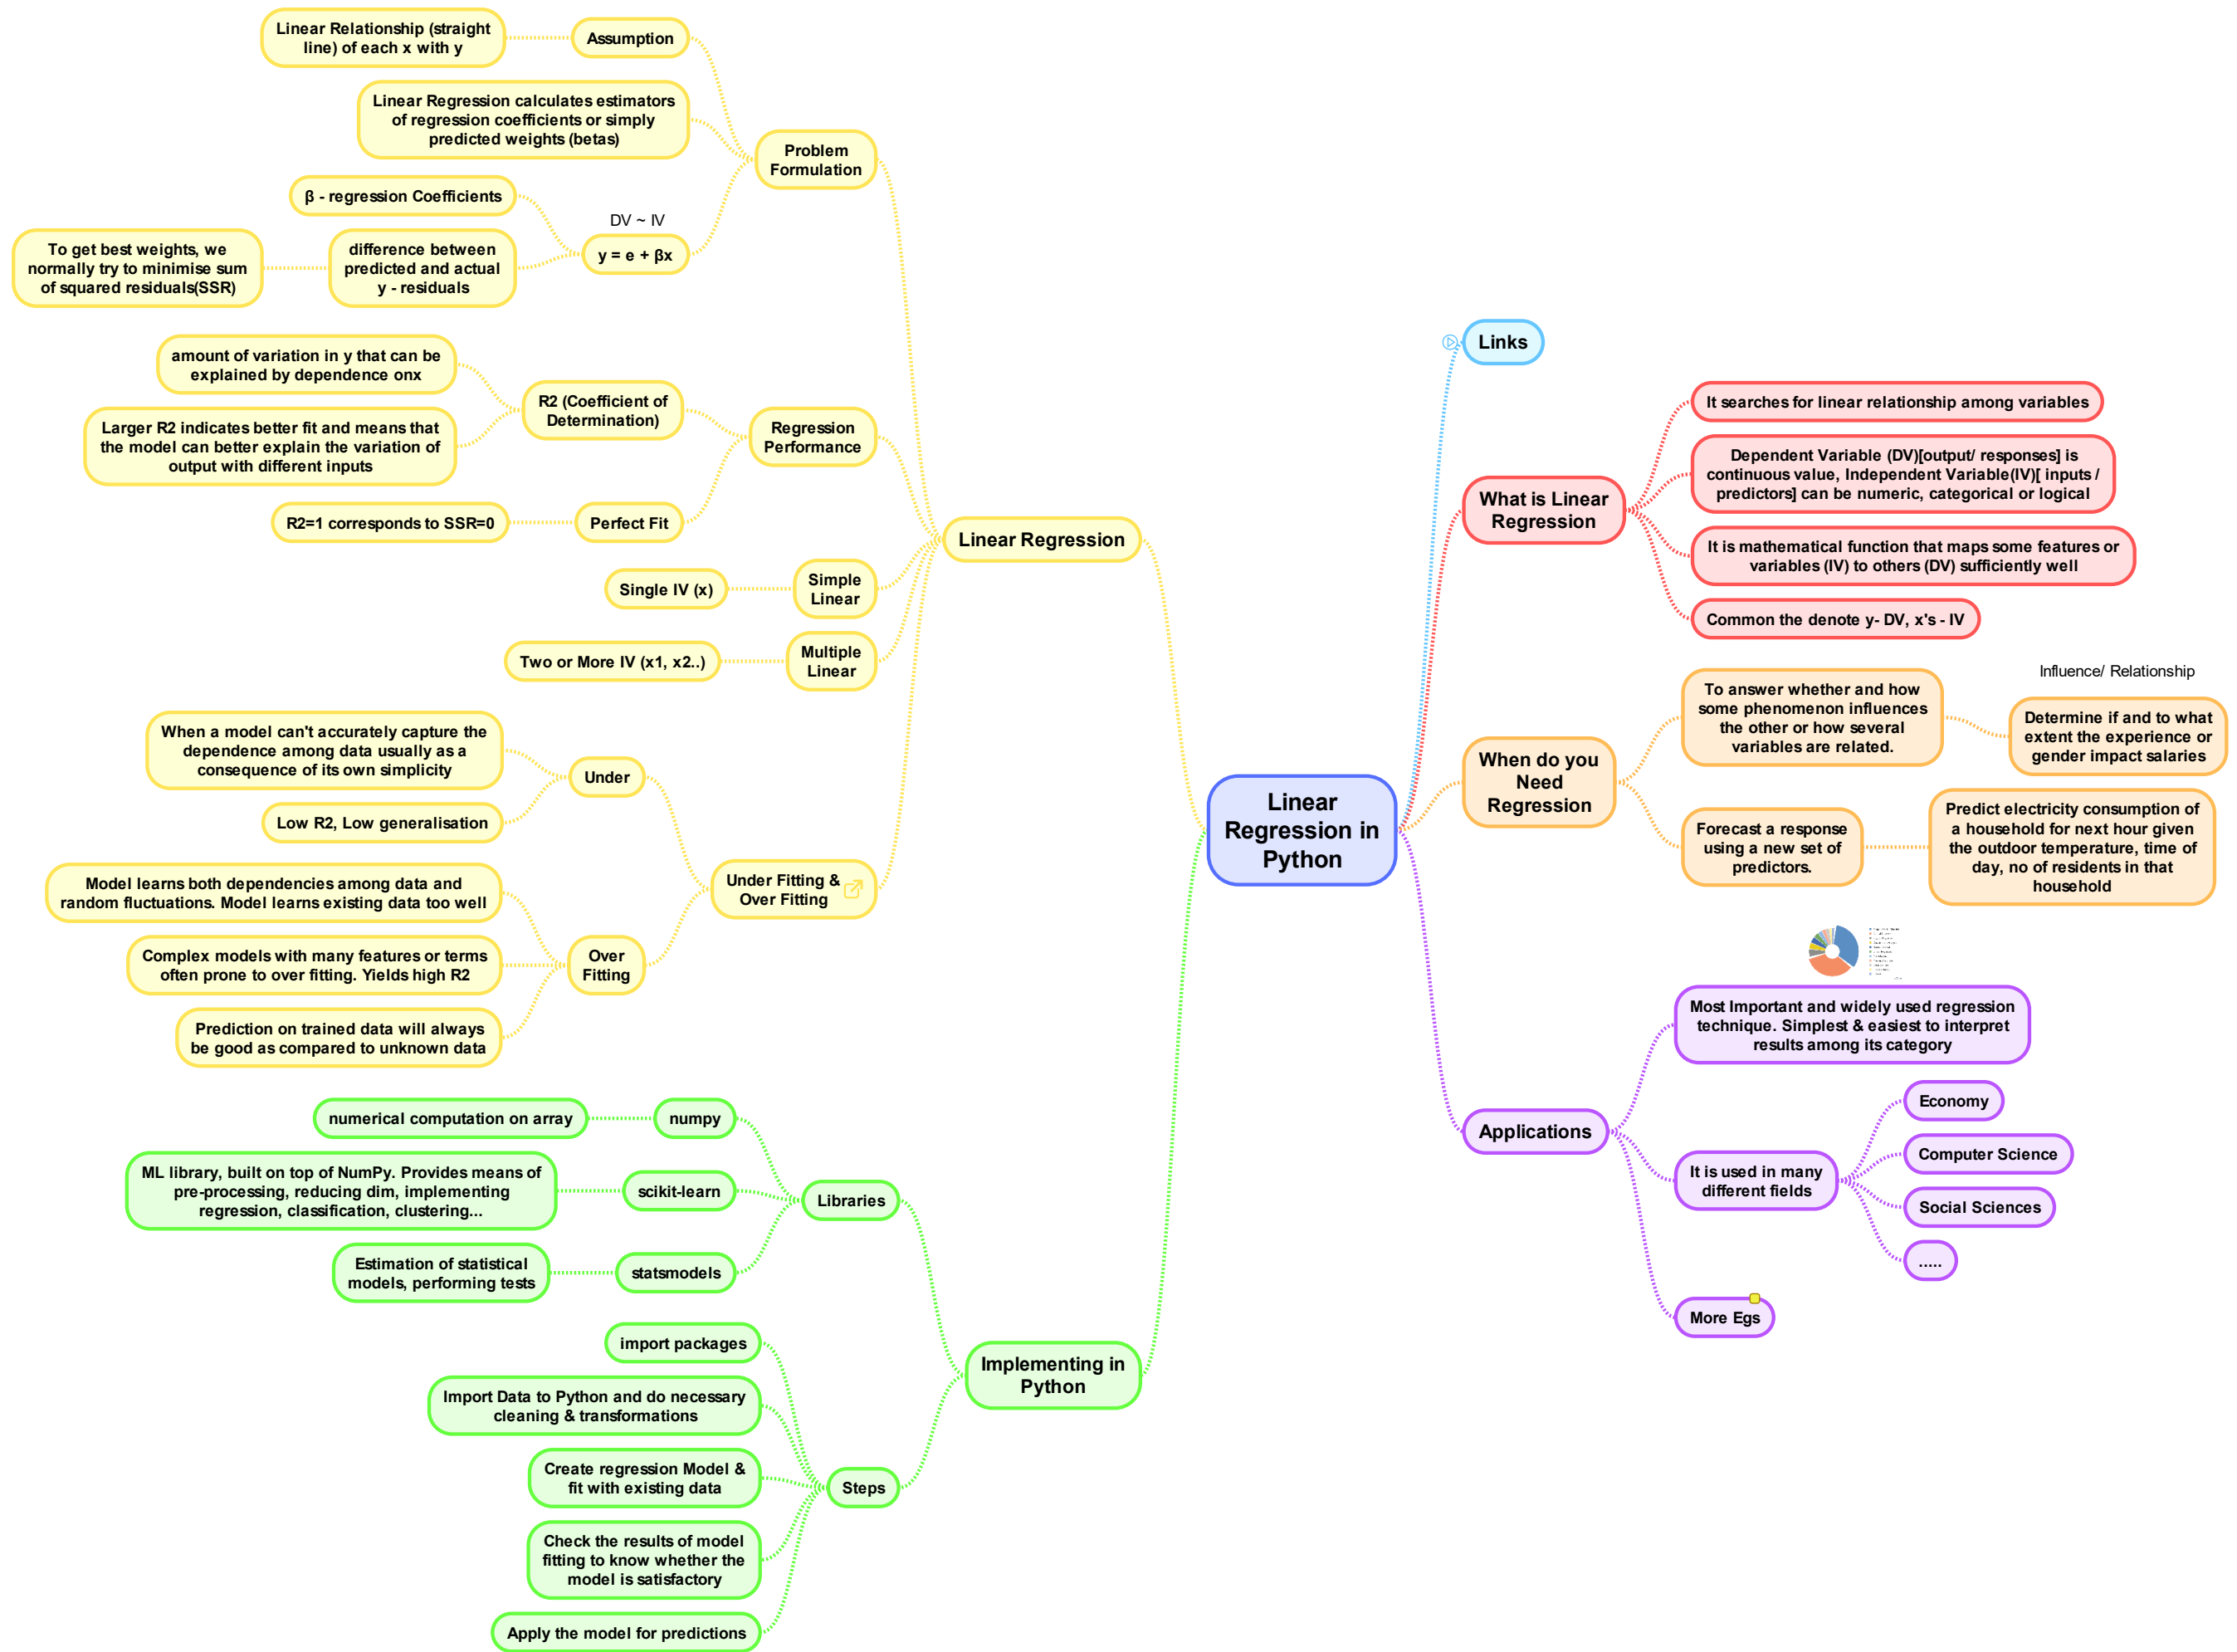 Linear
Regression in
Python
Links
What is Linear
Regression
It searches for linear relationship among variables
Dependent Variable (DV)[output/ responses] is
continuous value, Independent Variable(IV)[ inputs /
predictors] can be numeric, categorical or logical
It is mathematical function that maps some features or
variables (IV) to others (DV) sufficiently well
Common the denote y- DV, x's - IV
When do you
Need
Regression
To answer whether and how
some phenomenon influences
the other or how several
variables are related.
Influence/ Relationship
Determine if and to what
extent the experience or
gender impact salaries
Forecast a response
using a new set of
predictors.
Predict electricity consumption of
a household for next hour given
the outdoor temperature, time of
day, no of residents in that
household
Applications
Most Important and widely used regression
technique. Simplest & easiest to interpret
results among its category
It is used in many
different fields
Economy
Computer Science
Social Sciences
.....
More Egs
Linear Regression
Problem
Formulation
Assumption
Linear Relationship (straight
line) of each x with y
Linear Regression calculates estimators
of regression coefficients or simply
predicted weights (betas)
DV ~ IV
y = e + βx
β - regression Coefficients
difference between
predicted and actual
y - residuals
To get best weights, we
normally try to minimise sum
of squared residuals(SSR)
Regression
Performance
R2 (Coefficient of
Determination)
amount of variation in y that can be
explained by dependence onx
Larger R2 indicates better fit and means that
the model can better explain the variation of
output with different inputs
Perfect Fit
R2=1 corresponds to SSR=0
Simple
Linear
Single IV (x)
Multiple
Linear
Two or More IV (x1, x2..)
Under Fitting &
Over Fitting
Under
When a model can't accurately capture the
dependence among data usually as a
consequence of its own simplicity
Low R2, Low generalisation
Over
Fitting
Model learns both dependencies among data and
random fluctuations. Model learns existing data too well
Complex models with many features or terms
often prone to over fitting. Yields high R2
Prediction on trained data will always
be good as compared to unknown data
Implementing in
Python
Libraries
numpy
numerical computation on array
scikit-learn
ML library, built on top of NumPy. Provides means of
pre-processing, reducing dim, implementing
regression, classification, clustering...
statsmodels
Estimation of statistical
models, performing tests
Steps
import packages
Import Data to Python and do necessary
cleaning & transformations
Create regression Model &
fit with existing data
Check the results of model
fitting to know whether the
model is satisfactory
Apply the model for predictions